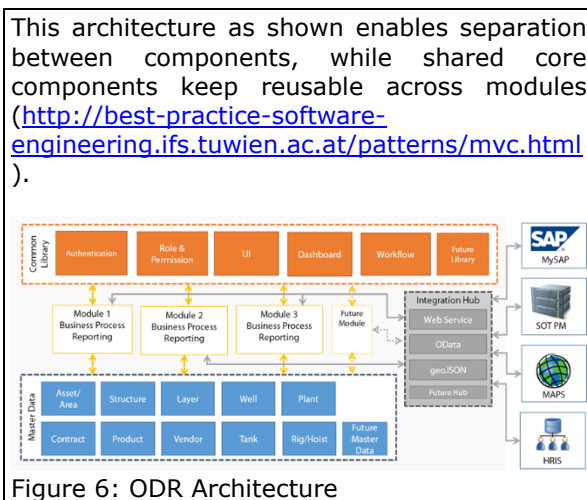 This architecture as shown enables separation
between components, while shared core
components keep reusable across modules
(http://best-practice-software-
engineering.ifs.tuwien.ac.at/patterns/mvc.html
).
Common
Library
Authentication
Role &
Permission
UI
Dashboard
Workflow
Future
Library
SAP
MySAP
Module 1
Business Process
Reporting
Module 2
Business Process
Reporting
Module 3
Business Process
Reporting
Future
Module
Integration Hub
Web Service
OData
geoJSON
Future Hub
SOT PM
MAPS
HRIS
Master Data
Asset/
Area
Structure
Layer
Well
Plant
Contract
Product
Vendor
Tank
Rig/Hoist
Future
Master
Data
Figure 6: ODR Architecture